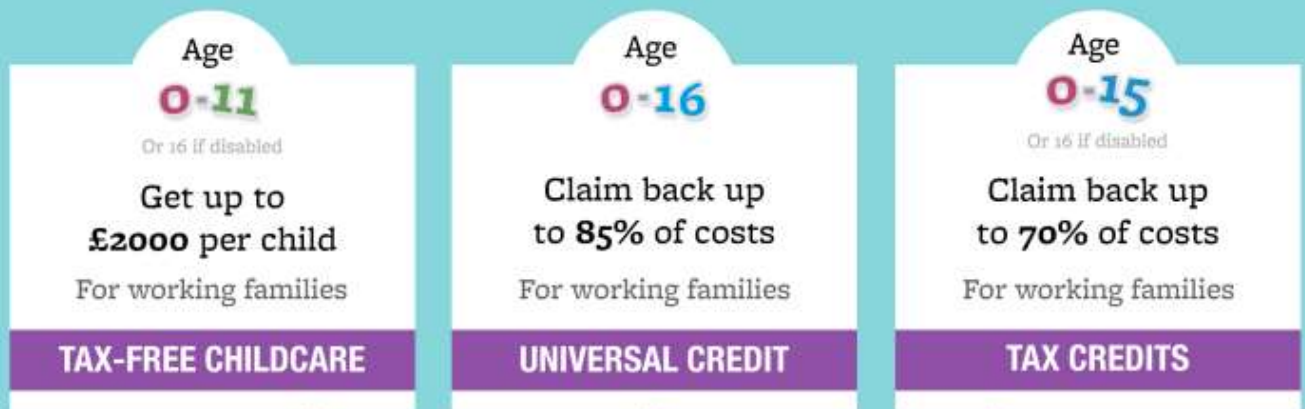 Age
0-11
Or 16 if disabled
Get up to
£2000 per child
For working families
TAX-FREE CHILDCARE
Age
0-16
Claim back up
to 85% of costs
For working families
UNIVERSAL CREDIT
Age
0-15
Or 16 if disabled
Claim back up
to 70% of costs
For working families
TAX CREDITS